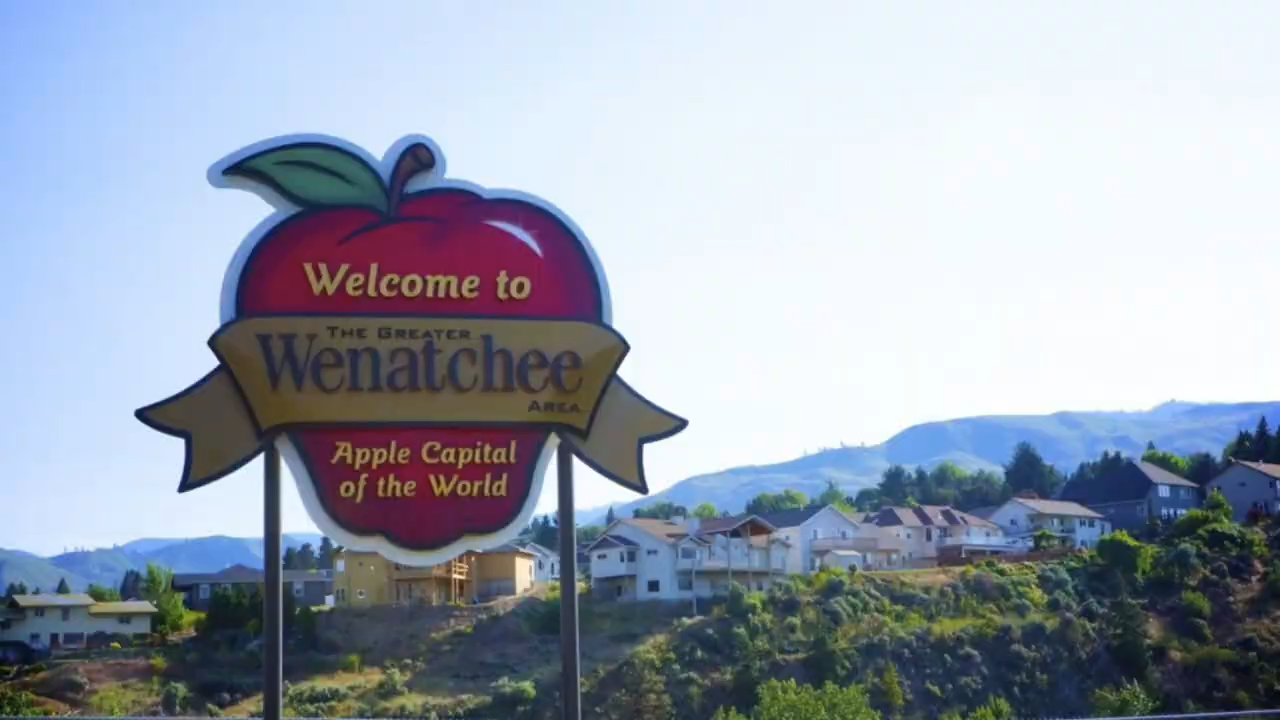 Welcome to
THE GREATER
Wenatchee
AREA
Apple Capital
of the World